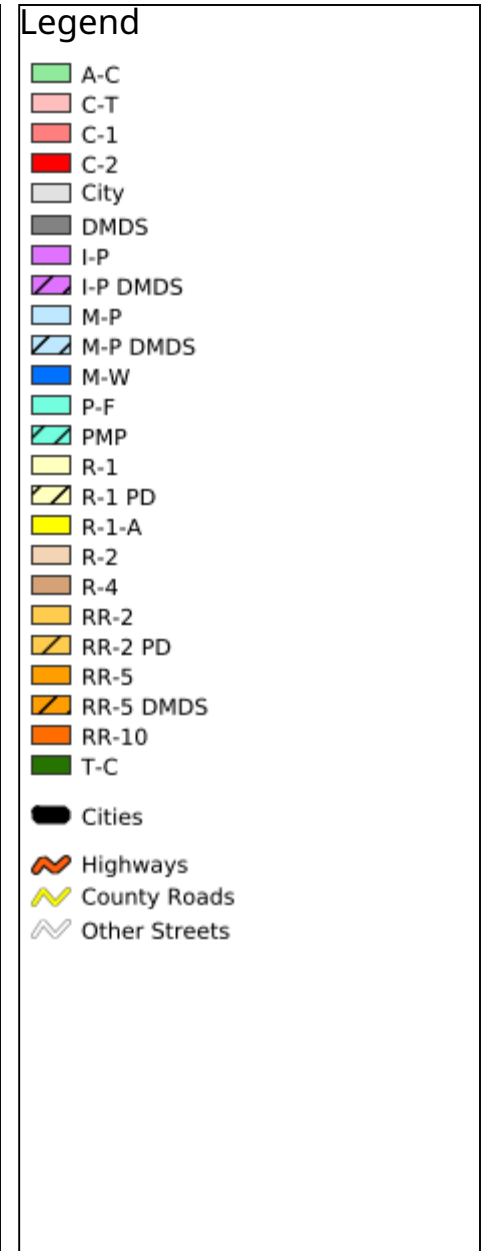 Legend
A-C
C-T
C-1
C-2
City
DMDS
I-P
I-P DMDS
M-P
M-P DMDS
M-W
P-F
PMP
R-1
R-1 PD
R-1-A
R-2
R-4
RR-2
RR-2 PD
RR-5
RR-5 DMDS
RR-10
T-C
Cities
Highways
County Roads
Other Streets